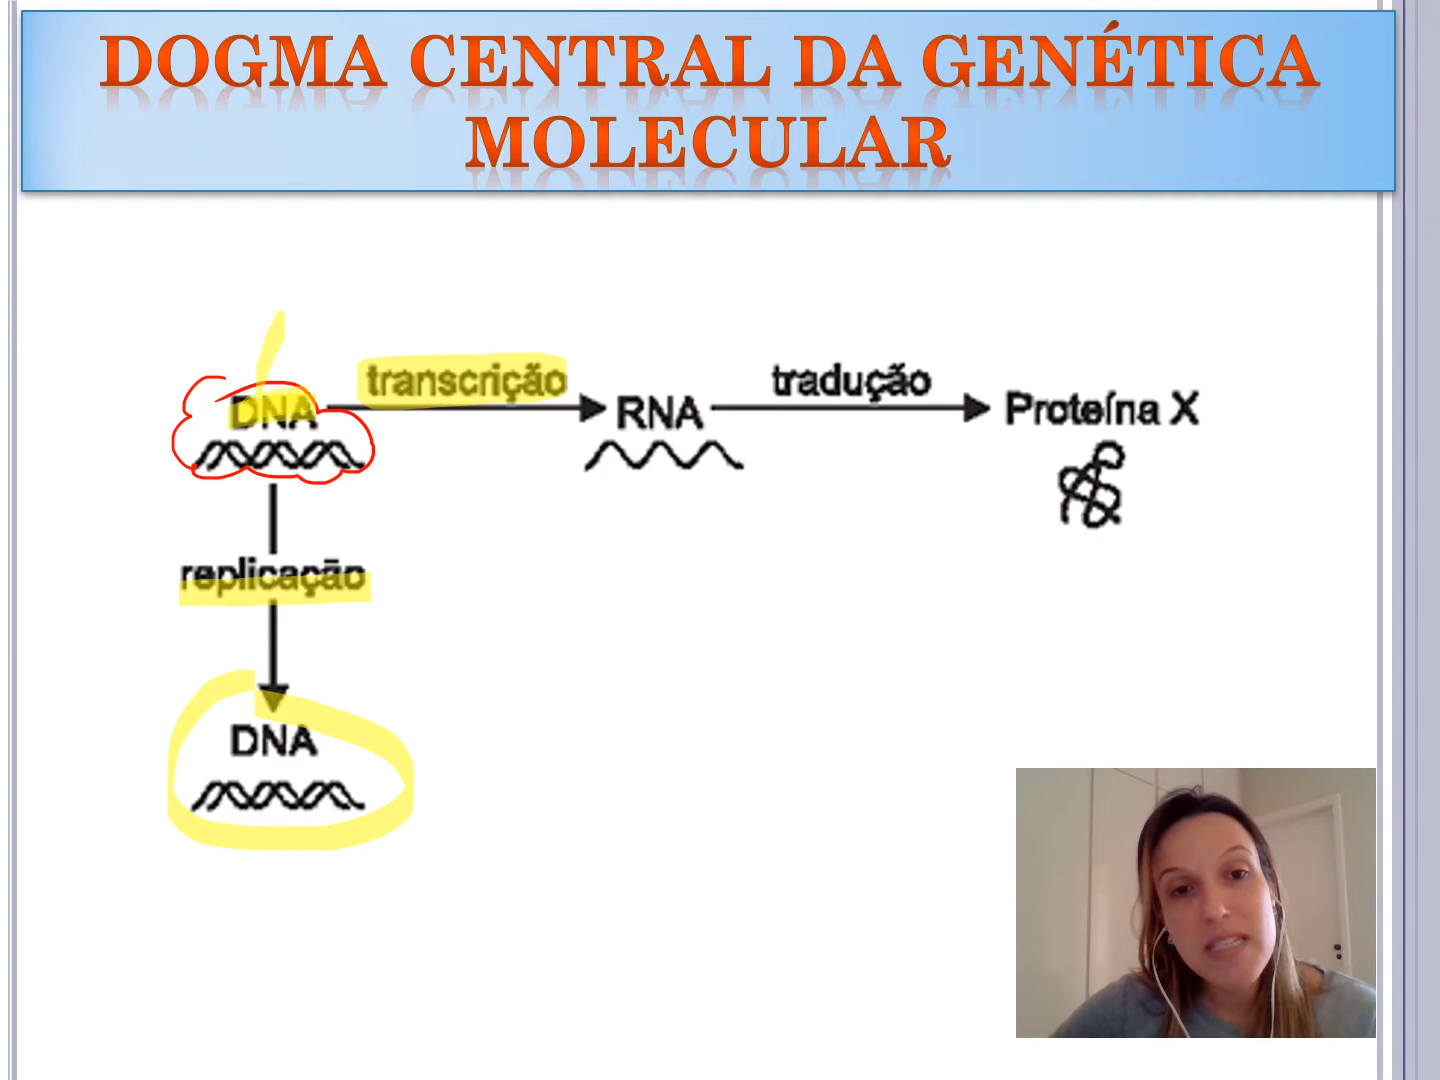 DOGMA CENTRAL DA GENÉTICA
MOLECULAR
transcrição
tradução
DNA
RNA
Proteína X
replicação
DNA